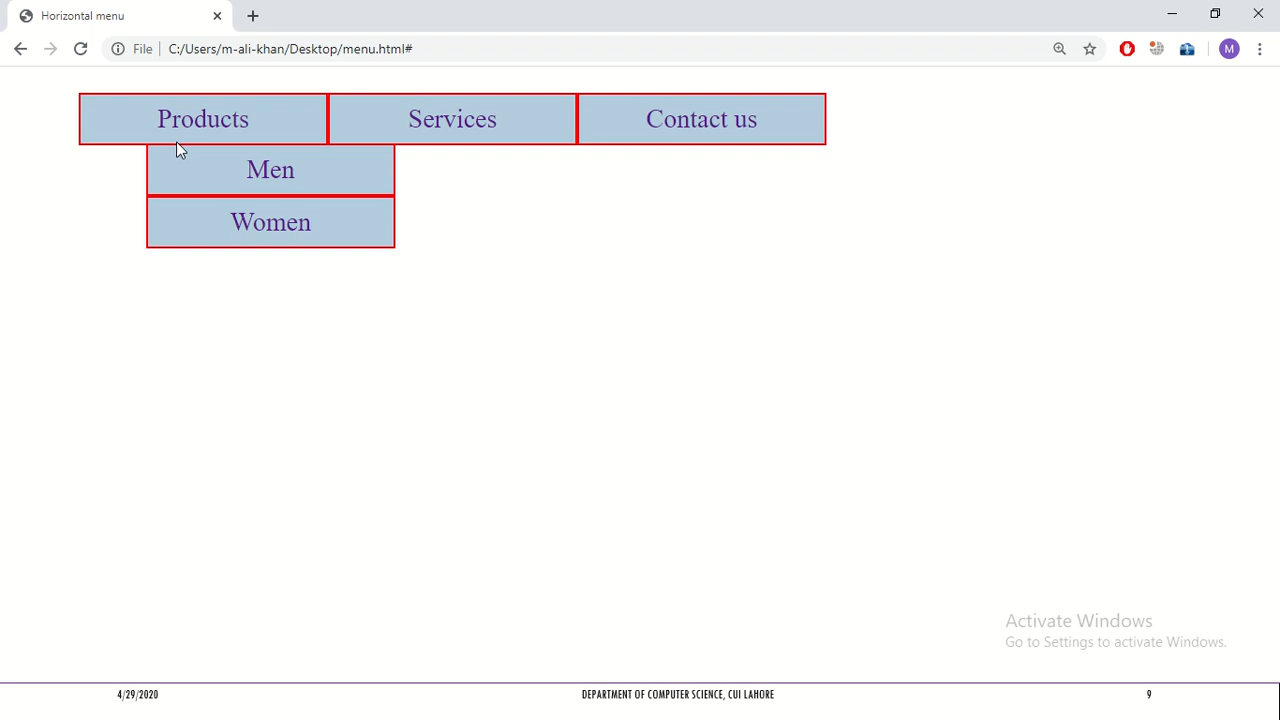 Horizontal menu
File
C:/Users/m-ali-khan/Desktop/menu.html#
M
Products Services Contact us
Men
Women
Activate Windows
Go to Settings to activate Windows.
4/29/2020 DEPARTMENT OF COMPUTER SCIENCE, CUI LAHORE 9